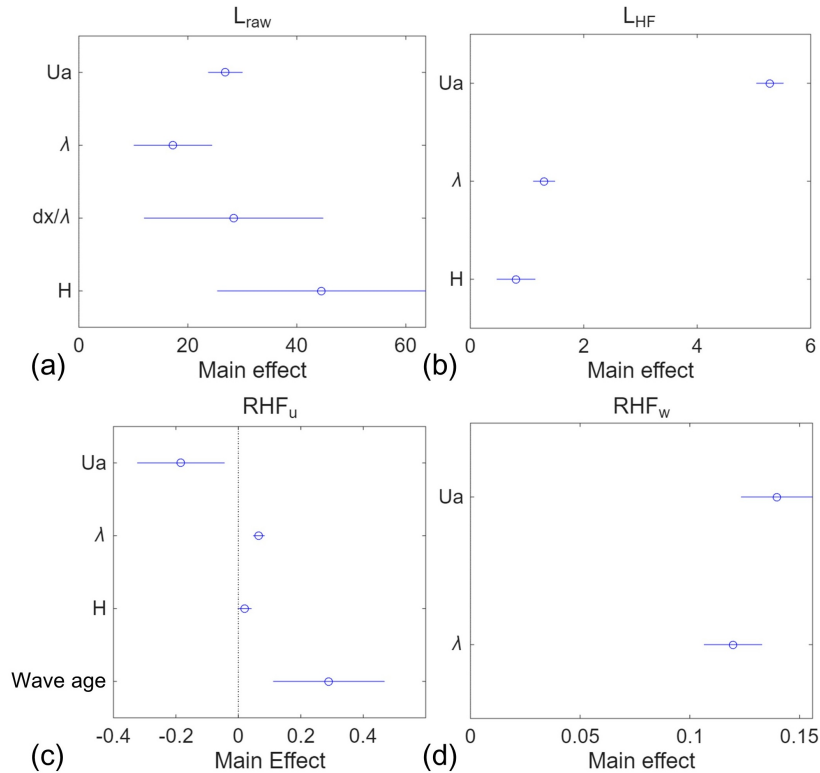 L_raw
Ua
λ
dx/λ
H
0 20 40 60
Main effect
(a)
L_HF
Ua
λ
H
0 2 4 6
Main effect
(b)
RHF_u
Ua
λ
H
Wave age
-0.4 -0.2 0 0.2 0.4
Main Effect
(c)
RHF_w
Ua
λ
0 0.05 0.1 0.15
Main effect
(d)